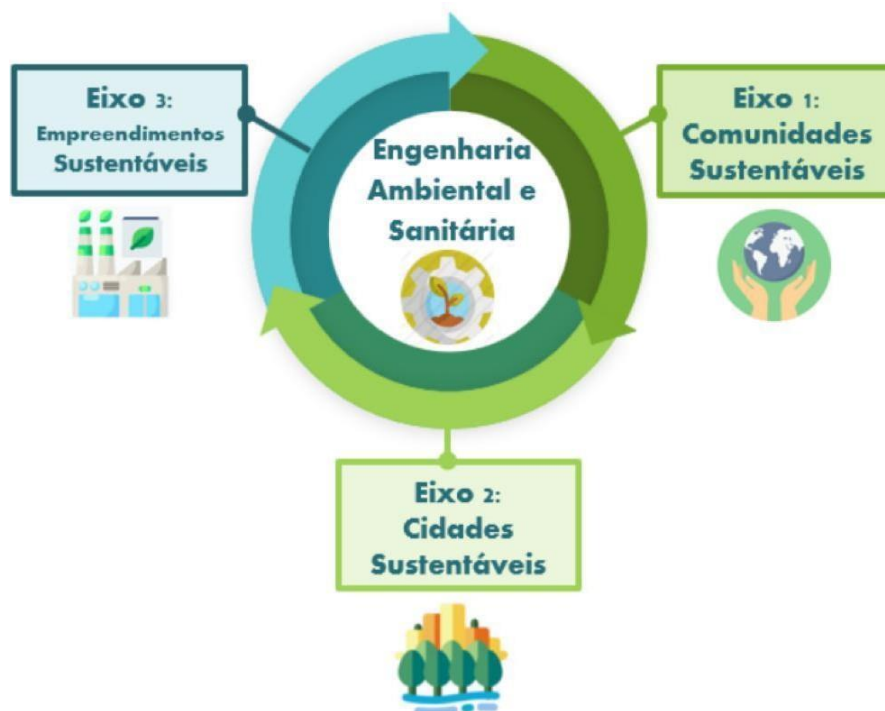 Engenharia
Ambiental e
Sanitária
Eixo 1:
Comunidades
Sustentáveis
Eixo 2:
Cidades
Sustentáveis
Eixo 3:
Empreendimentos
Sustentáveis